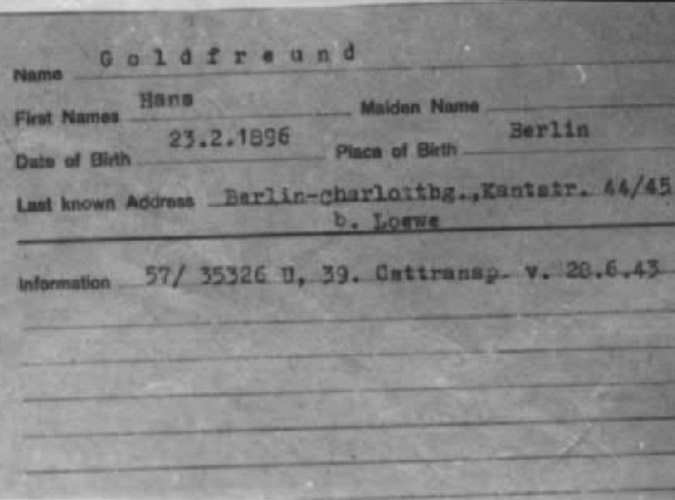 Name Goldfreund
First Names Hans Maiden Name
Date of Birth 23.2.1896 Place of Birth Berlin
Last known Address Berlin-charlottbg.,Kantstr. 44/45
b. Loewe
Information 57/ 35326 U, 39. Osttransp. v. 28.6.43